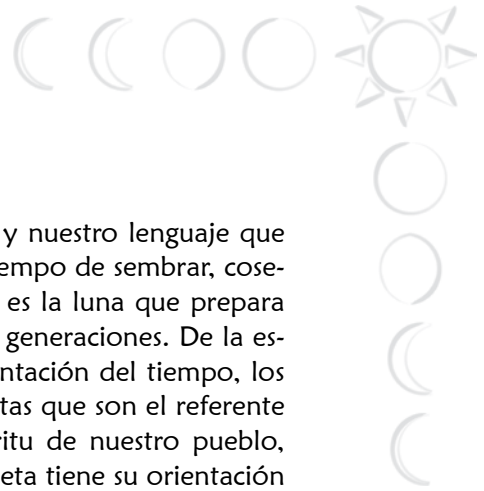 y nuestro lenguaje que
empo de sembrar, cose-
es la luna que prepara
generaciones. De la es-
ntación del tiempo, los
tas que son el referente
ritu de nuestro pueblo,
eta tiene su orientación